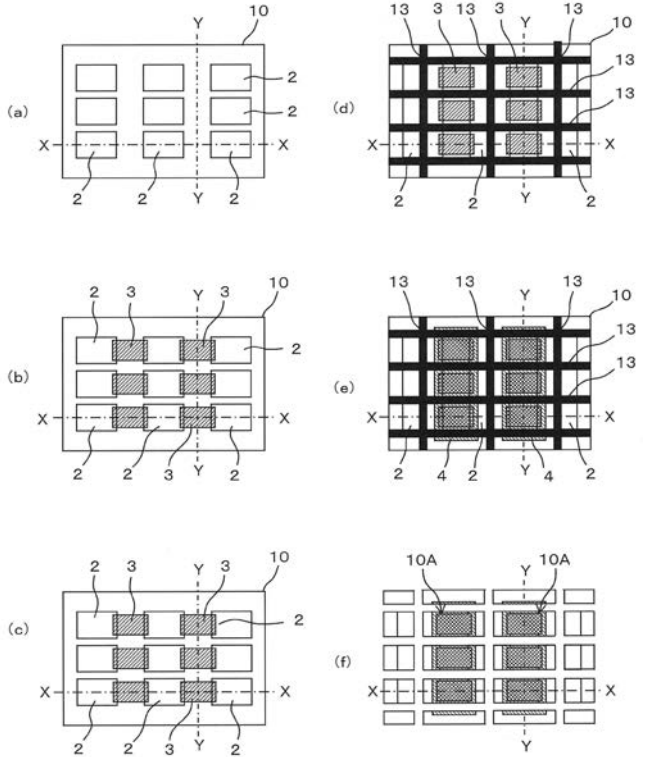 Y 10
2
(a) 2
X X
2 2 Y 2
13 3 13 3 13 10
13
(d) 13
X X
2 2 Y 2
2 3 Y 3 10
2
(b)
X X
2 2 3 Y 2
13 13 Y 13 10
13
(e) 13
X X
2 4 2 Y 4 2
2 3 Y 3 10
(c) 2
X X
2 2 3 Y 2
10A Y 10A
(f)
X X
Y